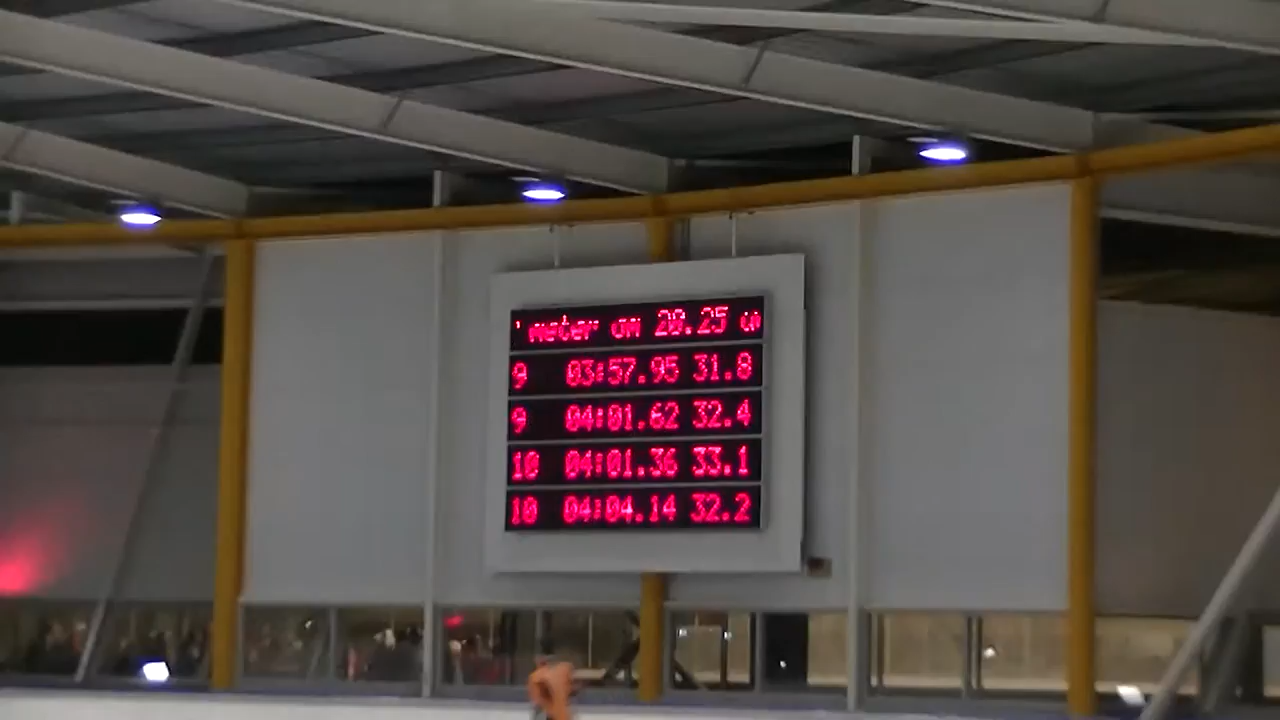 ' meter om 20.25 u
9 03:57.95 31.8
9 04:01.62 32.4
10 04:01.36 33.1
10 04:04.14 32.2